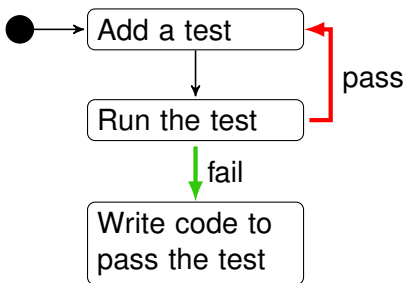 Add a test
pass
Run the test
fail
Write code to
pass the test